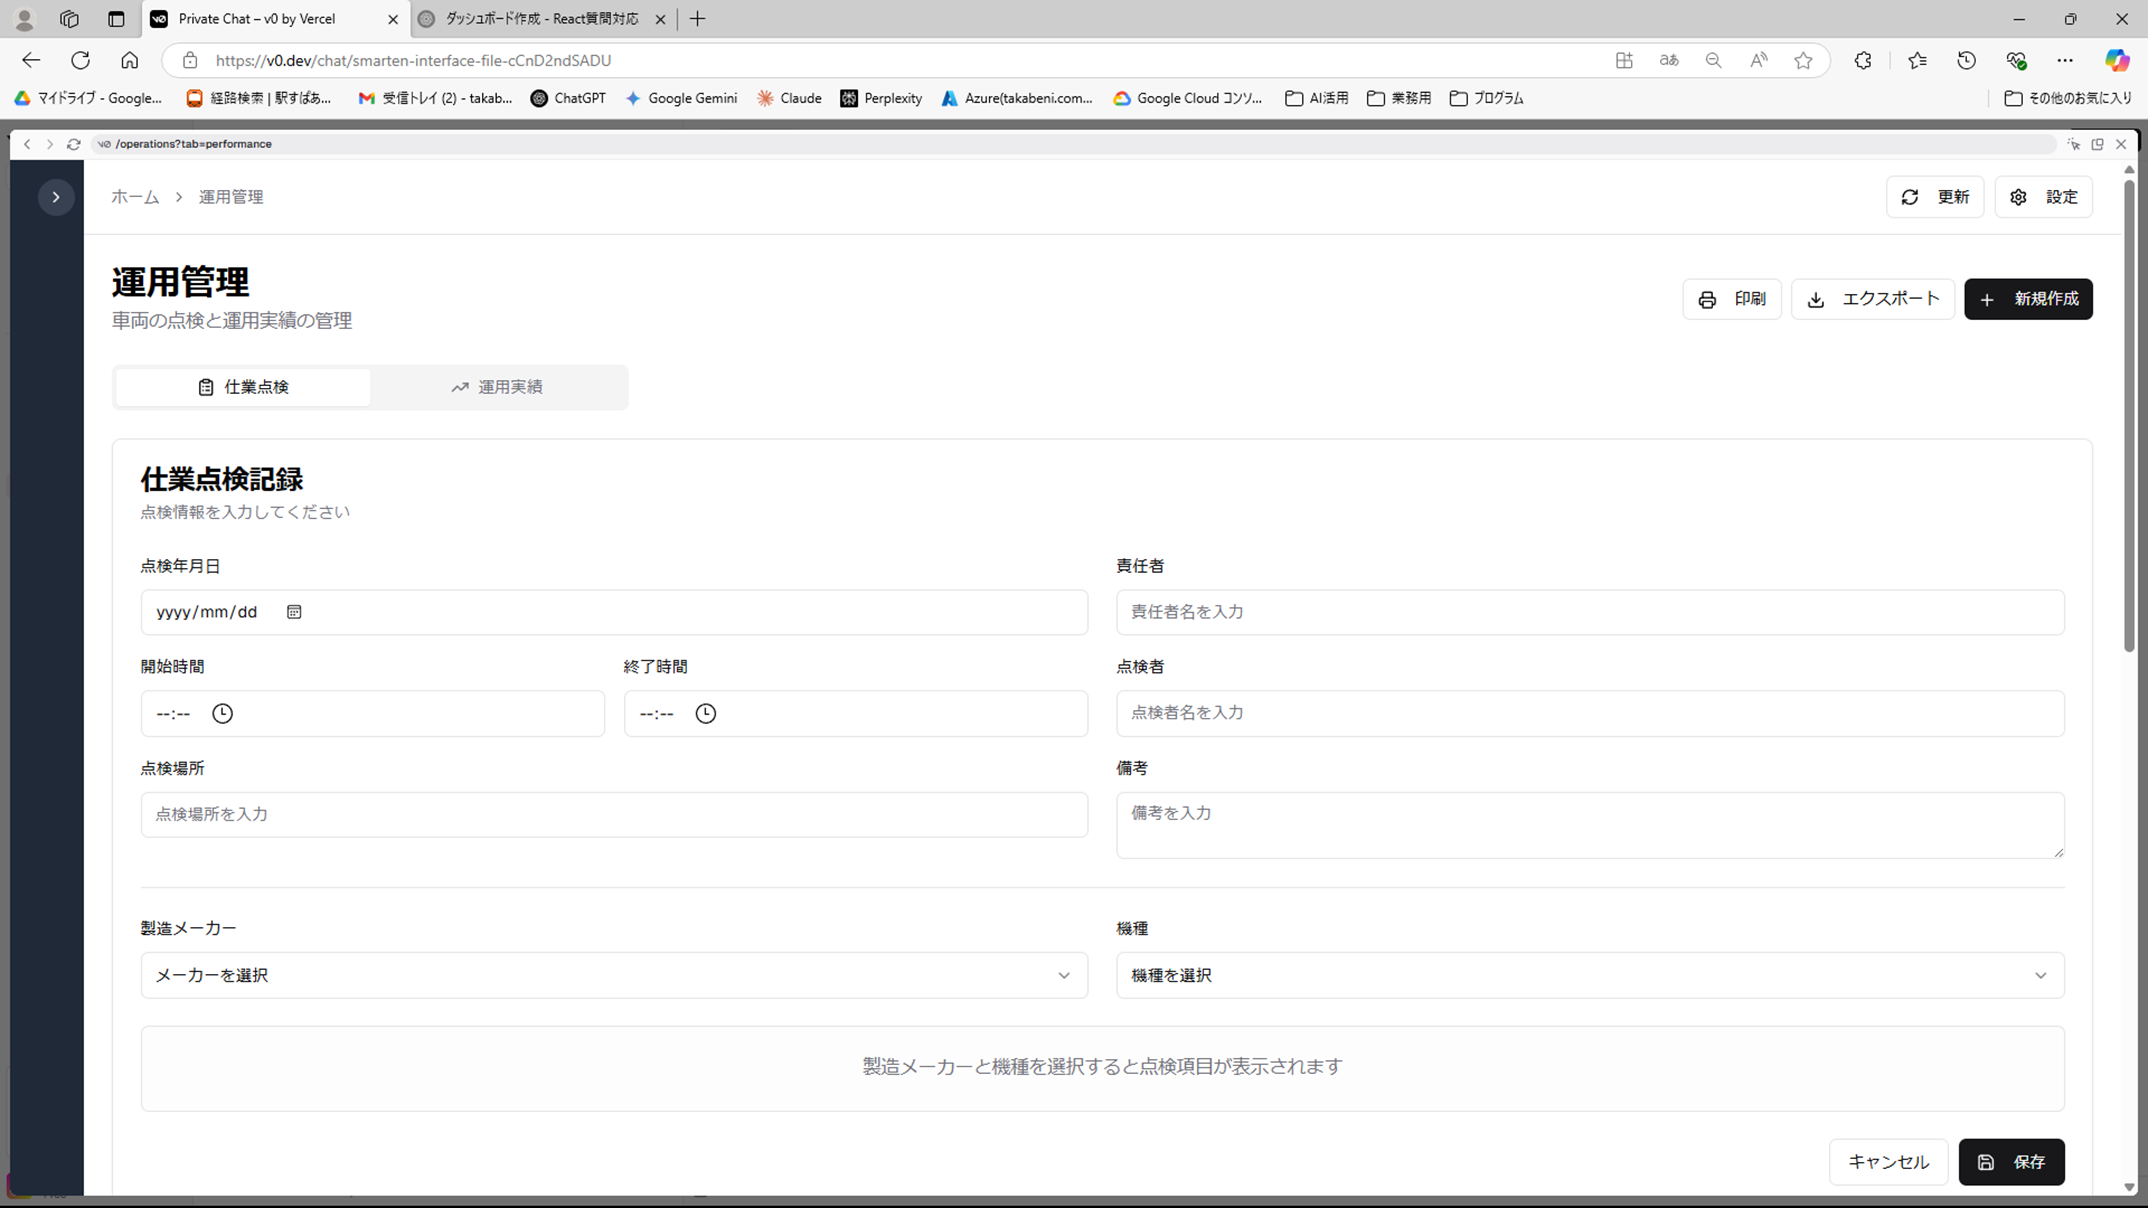 Private Chat – v0 by Vercel
ダッシュボード作成 - React質問対応
https://v0.dev/chat/smarten-interface-file-cCnD2ndSADU
マイドライブ - Google...
経路検索 | 駅すぱあ...
受信トレイ (2) - takab...
ChatGPT
Google Gemini
Claude
Perplexity
Azure(takabeni.com...
Google Cloud コンソ...
AI活用
業務用
プログラム
その他のお気に入り
v0 /operations?tab=performance
ホーム > 運用管理
更新
設定
運用管理
車両の点検と運用実績の管理
印刷
エクスポート
+ 新規作成
仕業点検
運用実績
仕業点検記録
点検情報を入力してください
点検年月日
責任者
yyyy/mm/dd
責任者名を入力
開始時間
終了時間
点検者
--:--
--:--
点検者名を入力
点検場所
備考
点検場所を入力
備考を入力
製造メーカー
機種
メーカーを選択
機種を選択
製造メーカーと機種を選択すると点検項目が表示されます
キャンセル
保存